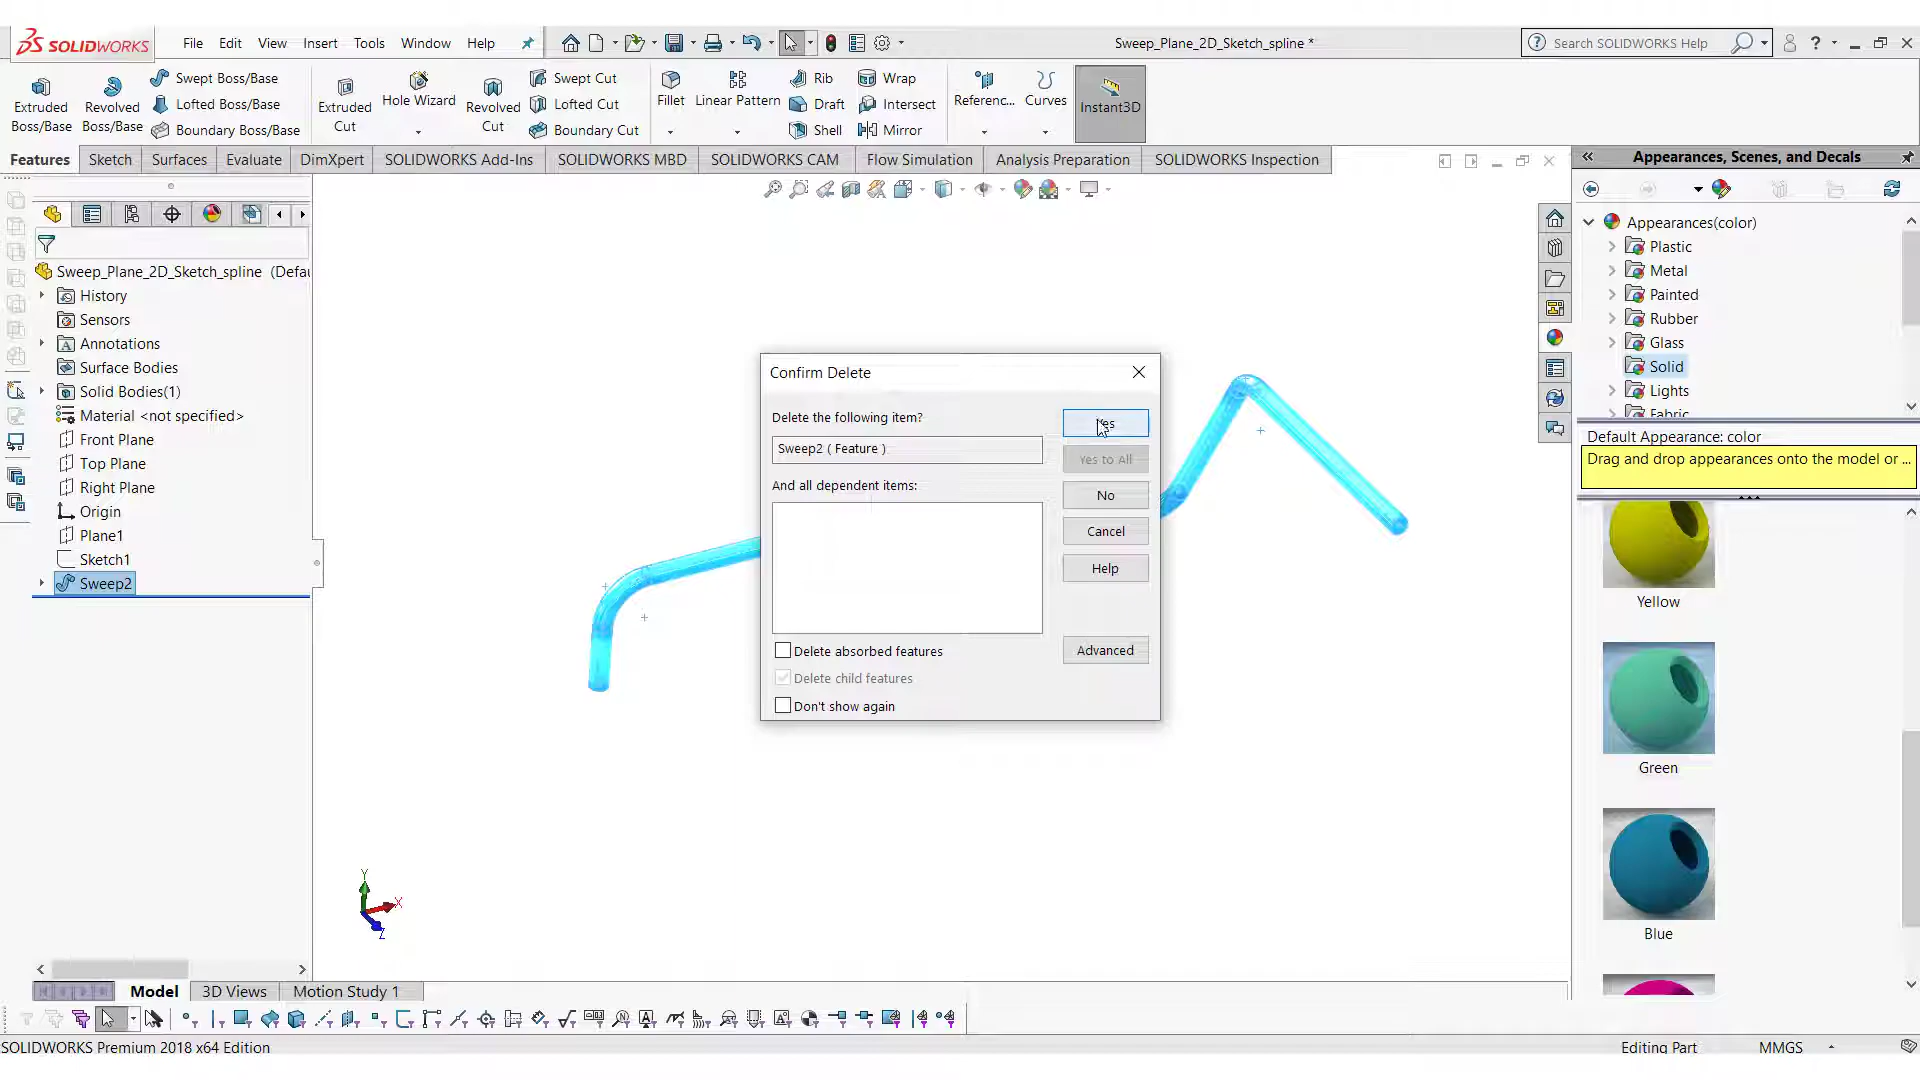 SOLIDWORKS
File Edit View Insert Tools Window Help
Sweep_Plane_2D_Sketch_spline *
Search SOLIDWORKS Help
Extruded Boss/Base
Revolved Boss/Base
Swept Boss/Base
Lofted Boss/Base
Boundary Boss/Base
Extruded Cut
Hole Wizard
Revolved Cut
Swept Cut
Lofted Cut
Boundary Cut
Fillet
Linear Pattern
Rib
Draft
Shell
Wrap
Intersect
Mirror
Referenc...
Curves
Instant3D
Features Sketch Surfaces Evaluate DimXpert SOLIDWORKS Add-Ins SOLIDWORKS MBD SOLIDWORKS CAM Flow Simulation Analysis Preparation SOLIDWORKS Inspection
Sweep_Plane_2D_Sketch_spline (Defau
History
Sensors
Annotations
Surface Bodies
Solid Bodies(1)
Material <not specified>
Front Plane
Top Plane
Right Plane
Origin
Plane1
Sketch1
Sweep2
Confirm Delete
Delete the following item?
Yes
Sweep2 ( Feature )
Yes to All
And all dependent items:
No
Cancel
Help
Delete absorbed features
Advanced
Delete child features
Don't show again
Y
X
Z
Appearances, Scenes, and Decals
Appearances(color)
Plastic
Metal
Painted
Rubber
Glass
Solid
Lights
Fabric
Default Appearance: color
Drag and drop appearances onto the model or ...
Yellow
Green
Blue
Model 3D Views Motion Study 1
SOLIDWORKS Premium 2018 x64 Edition
Editing Part
MMGS